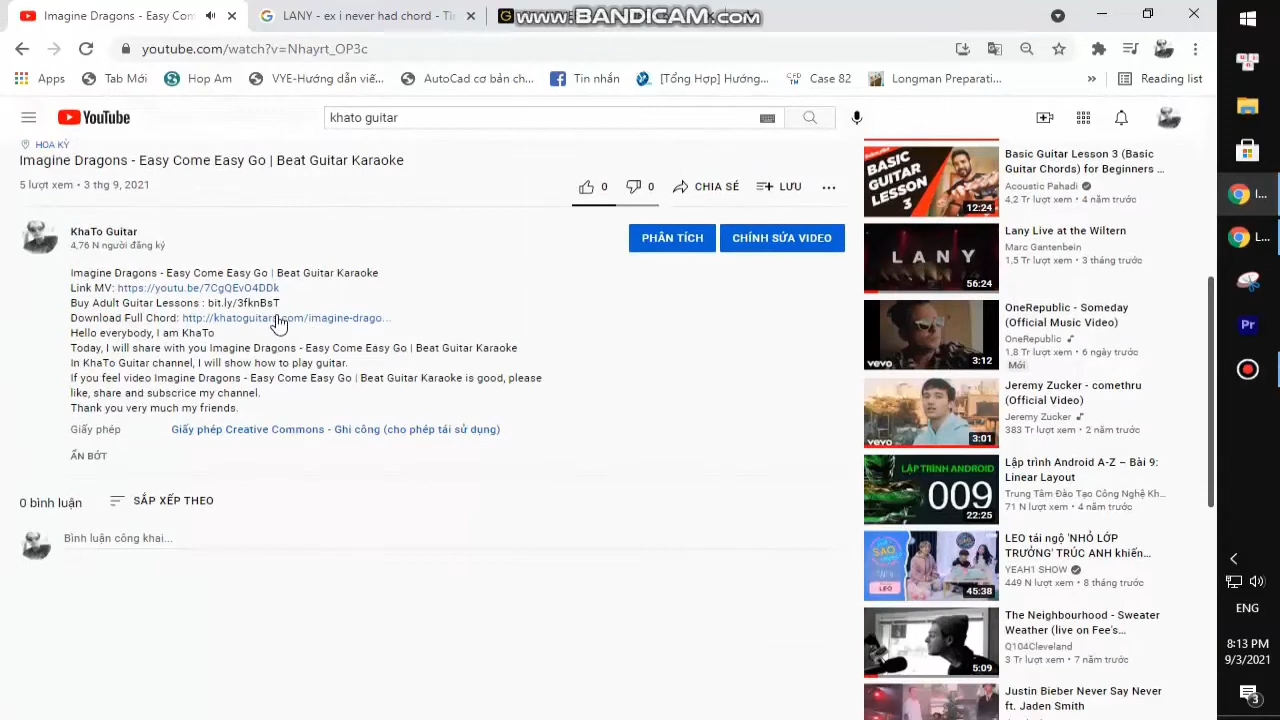 Imagine Dragons - Easy Com
LANY - ex i never had chord - Ti
www.BANDICAM.com
youtube.com/watch?v=Nhayrt_OP3c
Apps
Tab Mới
Hop Am
VYE-Hướng dẫn viế...
AutoCad cơ bản ch...
Tin nhắn
[Tổng Hợp] Hướng...
Case 82
Longman Preparati...
»
Reading list
YouTube
khato guitar
HOA KỲ
Imagine Dragons - Easy Come Easy Go | Beat Guitar Karaoke
5 lượt xem • 3 thg 9, 2021
0
0
CHIA SẺ
LƯU
KhaTo Guitar
4,76 N người đăng ký
PHÂN TÍCH
CHỈNH SỬA VIDEO
Imagine Dragons - Easy Come Easy Go | Beat Guitar Karaoke
Link MV: https://youtu.be/7CgQEvO4DDk
Buy Adult Guitar Lessons : bit.ly/3fknBsT
Download Full Chord: http://khatoguitar.com/imagine-drago...
Hello everybody, I am KhaTo
Today, I will share with you Imagine Dragons - Easy Come Easy Go | Beat Guitar Karaoke
In KhaTo Guitar channel, I will show how to play guitar.
If you feel video Imagine Dragons - Easy Come Easy Go | Beat Guitar Karaoke is good, please
like, share and subscrice my channel.
Thank you very much my friends.
Giấy phép
Giấy phép Creative Commons - Ghi công (cho phép tái sử dụng)
ẨN BỚT
0 bình luận
SẮP XẾP THEO
Bình luận công khai...
BASIC
GUITAR
LESSON
3
12:24
Basic Guitar Lesson 3 (Basic
Guitar Chords) for Beginners ...
Acoustic Pahadi
4,2 Tr lượt xem • 4 năm trước
LANY
56:24
Lany Live at the Wiltern
Marc Gantenbein
1,5 Tr lượt xem • 3 tháng trước
vevo
3:12
OneRepublic - Someday
(Official Music Video)
OneRepublic
1,8 Tr lượt xem • 6 ngày trước
Mới
vevo
3:01
Jeremy Zucker - comethru
(Official Video)
Jeremy Zucker
383 Tr lượt xem • 2 năm trước
LẬP TRÌNH ANDROID
009
22:25
Lập trình Android A-Z – Bài 9:
Linear Layout
Trung Tâm Đào Tạo Công Nghệ Kh...
71 N lượt xem • 4 năm trước
SAO
LEO
45:38
LEO tái ngộ 'NHỎ LỚP
TRƯỞNG' TRÚC ANH khiến...
YEAH1 SHOW
449 N lượt xem • 8 tháng trước
5:09
The Neighbourhood - Sweater
Weather (live on Fee's...
Q104Cleveland
3 Tr lượt xem • 7 năm trước
Justin Bieber Never Say Never
ft. Jaden Smith
I...
L...
Pr
ENG
8:13 PM
9/3/2021
3